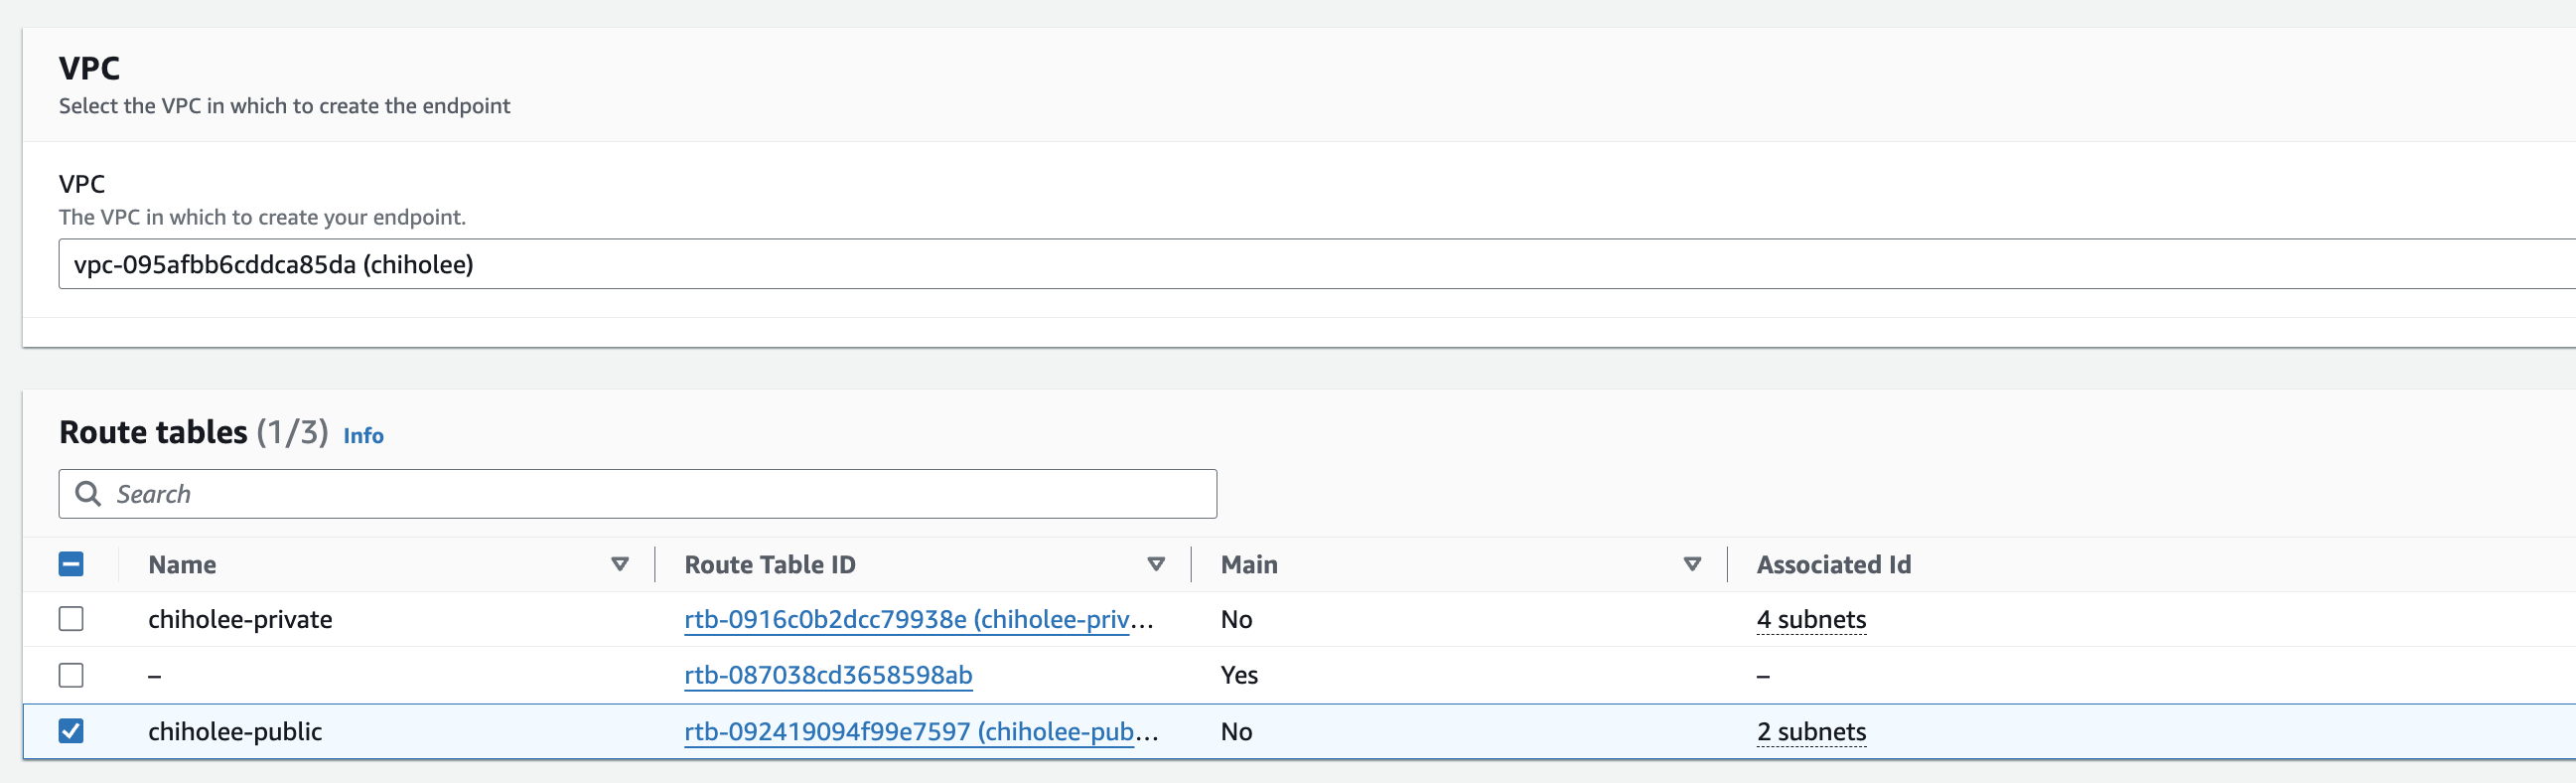 VPC
Select the VPC in which to create the endpoint
VPC
The VPC in which to create your endpoint.
vpc-095afbb6cddca85da (chiholee)
Route tables (1/3) Info
Search
Name Route Table ID Main Associated Id
chiholee-private rtb-0916c0b2dcc79938e (chiholee-priv... No 4 subnets
– rtb-087038cd3658598ab Yes –
chiholee-public rtb-092419094f99e7597 (chiholee-pub... No 2 subnets